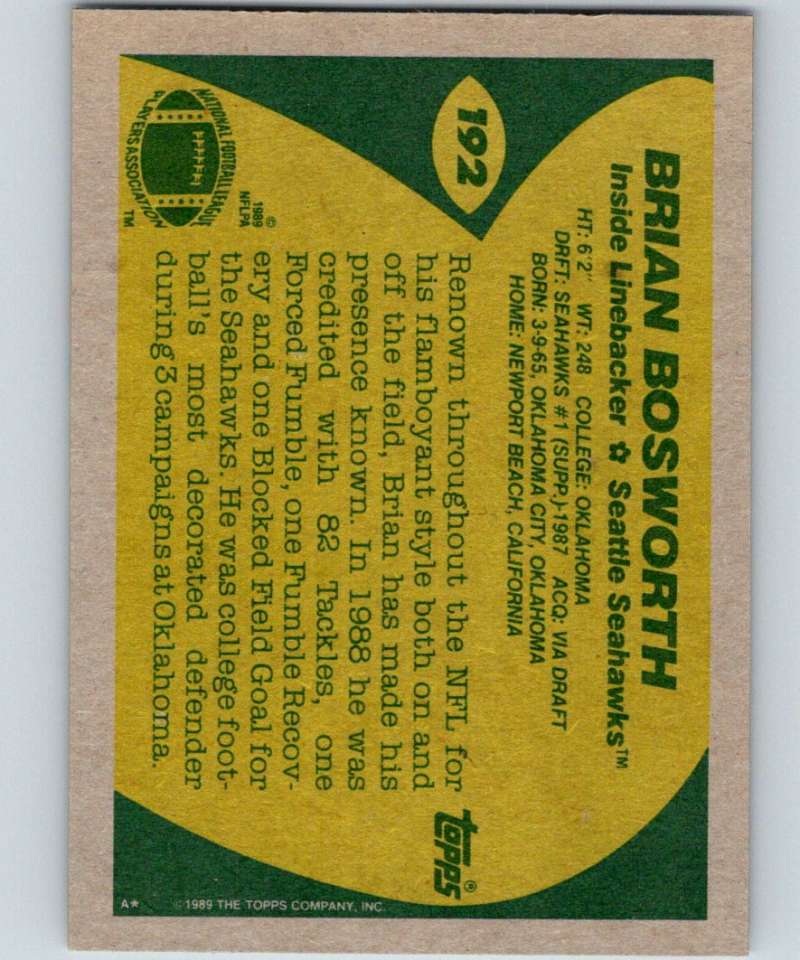 192
BRIAN BOSWORTH
Inside Linebacker ✩ Seattle Seahawks™
HT: 6'2" WT: 248 COLLEGE: OKLAHOMA
DRFT: SEAHAWKS #1 (SUPP.)-1987 ACQ: VIA DRAFT
BORN: 3-9-65, OKLAHOMA CITY, OKLAHOMA
HOME: NEWPORT BEACH, CALIFORNIA
Renown throughout the NFL for
his flamboyant style both on and
off the field, Brian has made his
presence known. In 1988 he was
credited with 82 Tackles, one
Forced Fumble, one Fumble Recov-
ery and one Blocked Field Goal for
the Seahawks. He was college foot-
ball's most decorated defender
during 3 campaigns at Oklahoma.
topps®
©
1989
NFLPA
NATIONAL FOOTBALL LEAGUE
PLAYERS ASSOCIATION
™
A* ©1989 THE TOPPS COMPANY, INC.